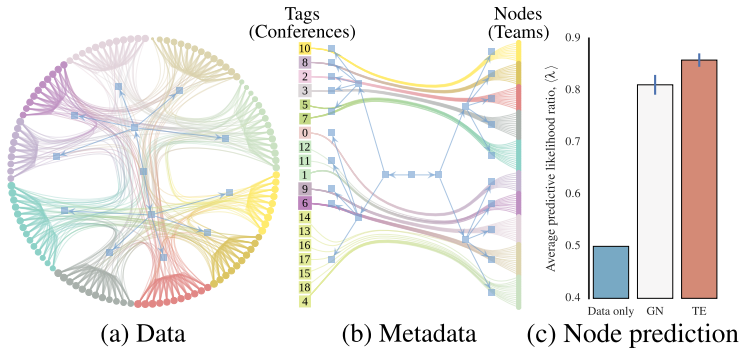 Tags
(Conferences)
Nodes
(Teams)
10
8
2
3
5
7
0
12
11
1
9
6
14
13
16
17
15
18
4
0.9
0.8
0.7
0.6
0.5
0.4
Average predictive likelihood ratio, ⟨λ⟩
Data only GN TE
(a) Data
(b) Metadata
(c) Node prediction